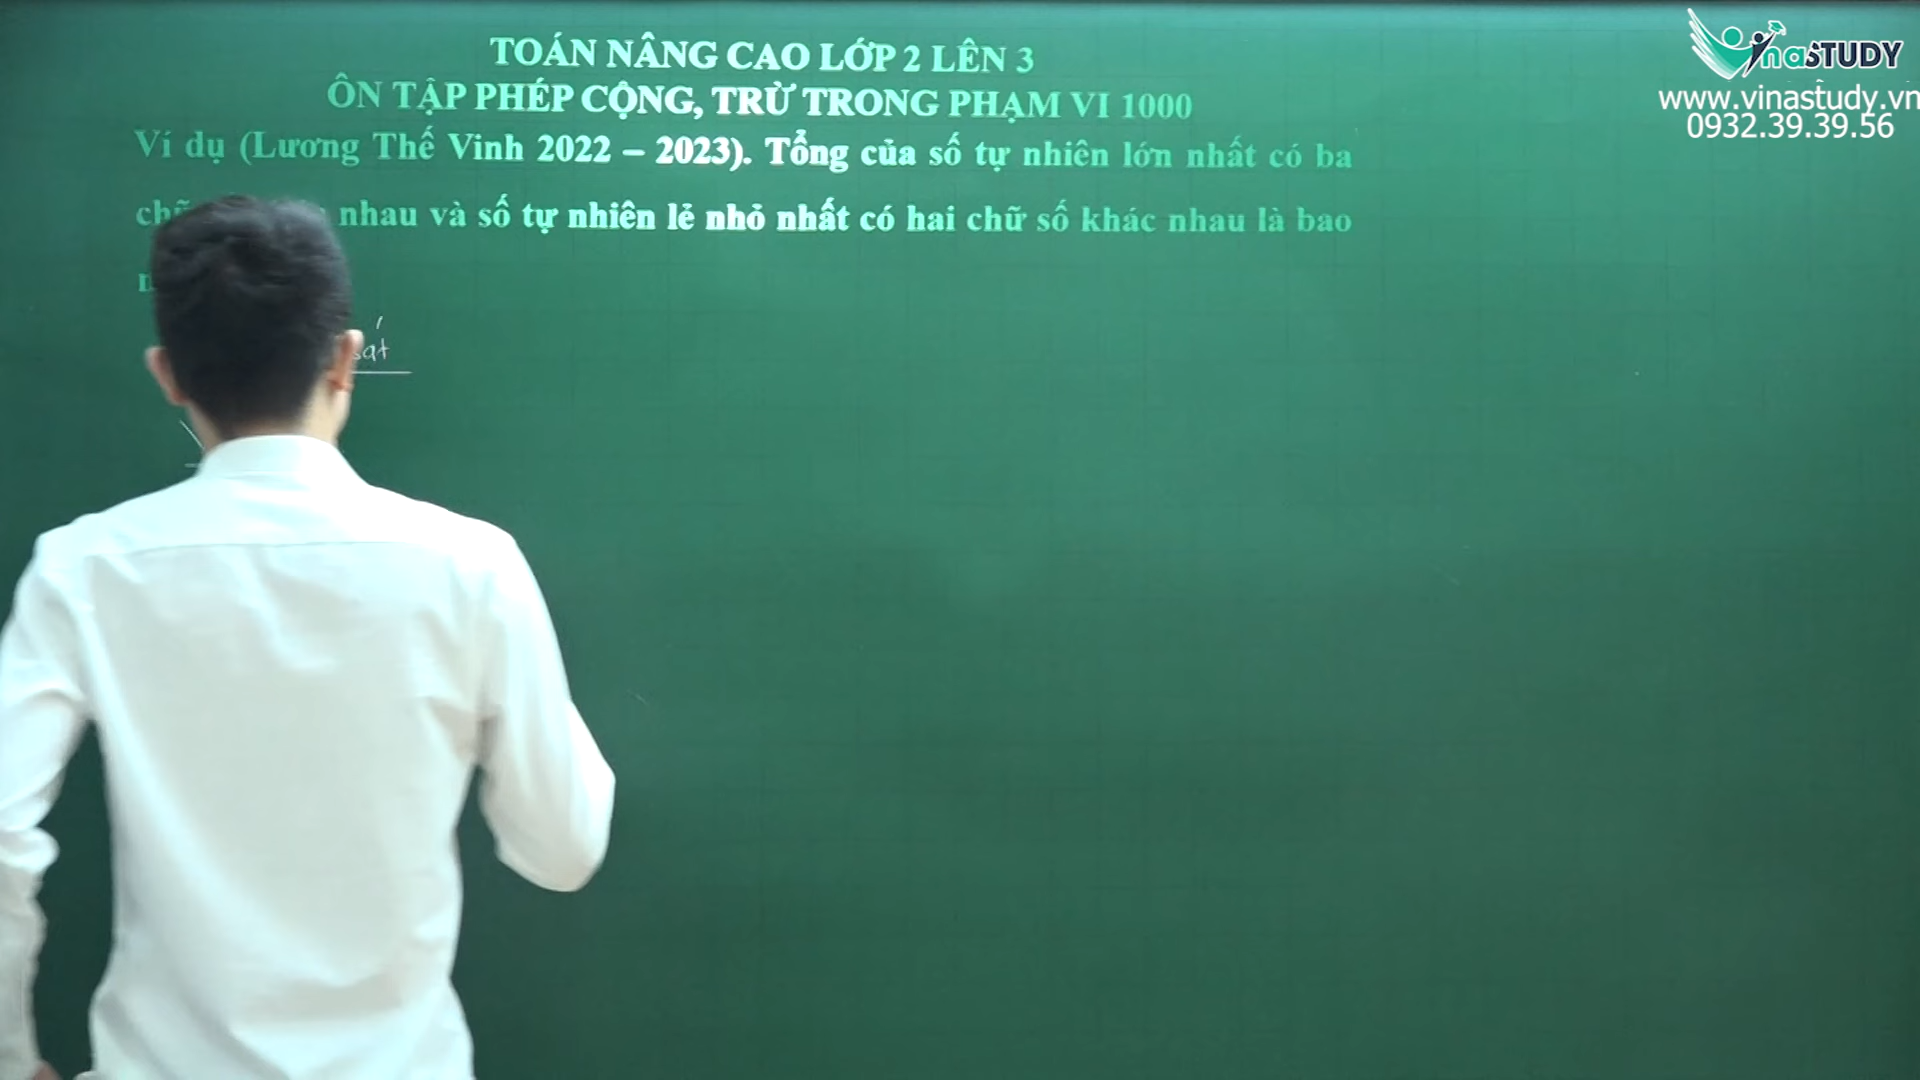 TOÁN NÂNG CAO LỚP 2 LÊN 3
ÔN TẬP PHÉP CỘNG, TRỪ TRONG PHẠM VI 1000
Ví dụ (Lương Thế Vinh 2022 – 2023). Tổng của số tự nhiên lớn nhất có ba
nhau và số tự nhiên lẻ nhỏ nhất có hai chữ số khác nhau là bao
VinaSTUDY
www.vinastudy.vn
0932.39.39.56